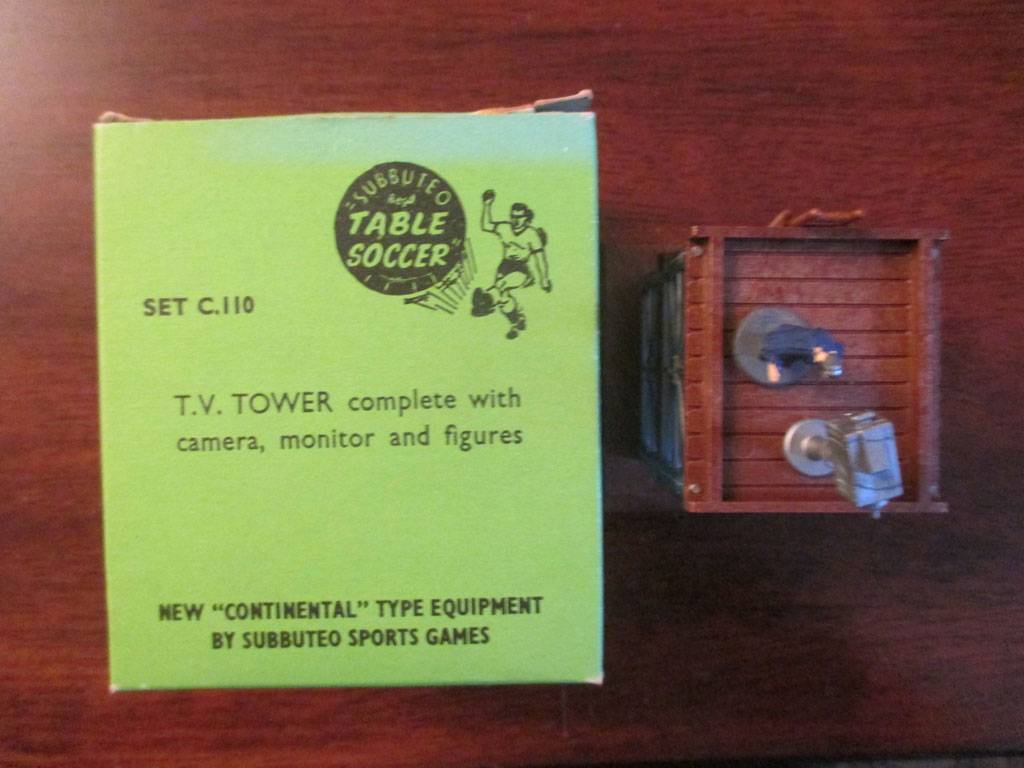 "SUBBUTEO
TABLE
SOCCER"
SET C.110
T.V. TOWER complete with
camera, monitor and figures
NEW "CONTINENTAL" TYPE EQUIPMENT
BY SUBBUTEO SPORTS GAMES